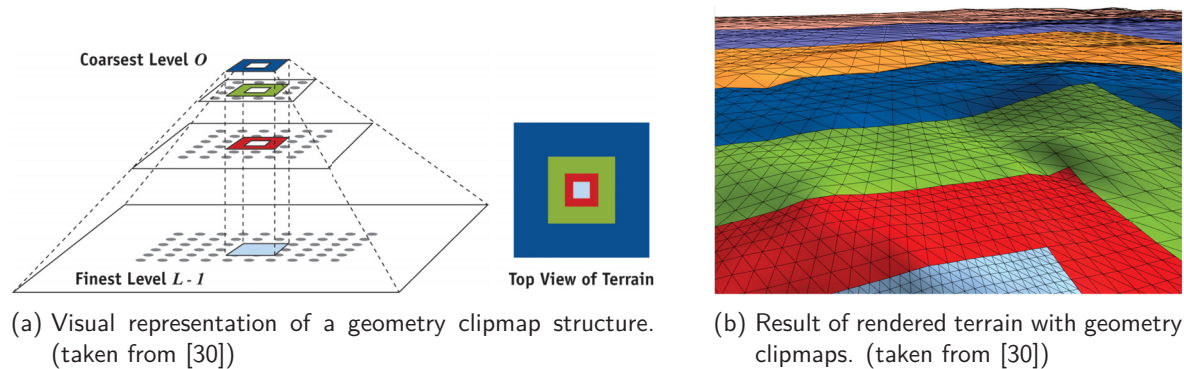 Coarsest Level O
Finest Level L - 1
Top View of Terrain
(a) Visual representation of a geometry clipmap structure.
(taken from [30])
(b) Result of rendered terrain with geometry
clipmaps. (taken from [30])